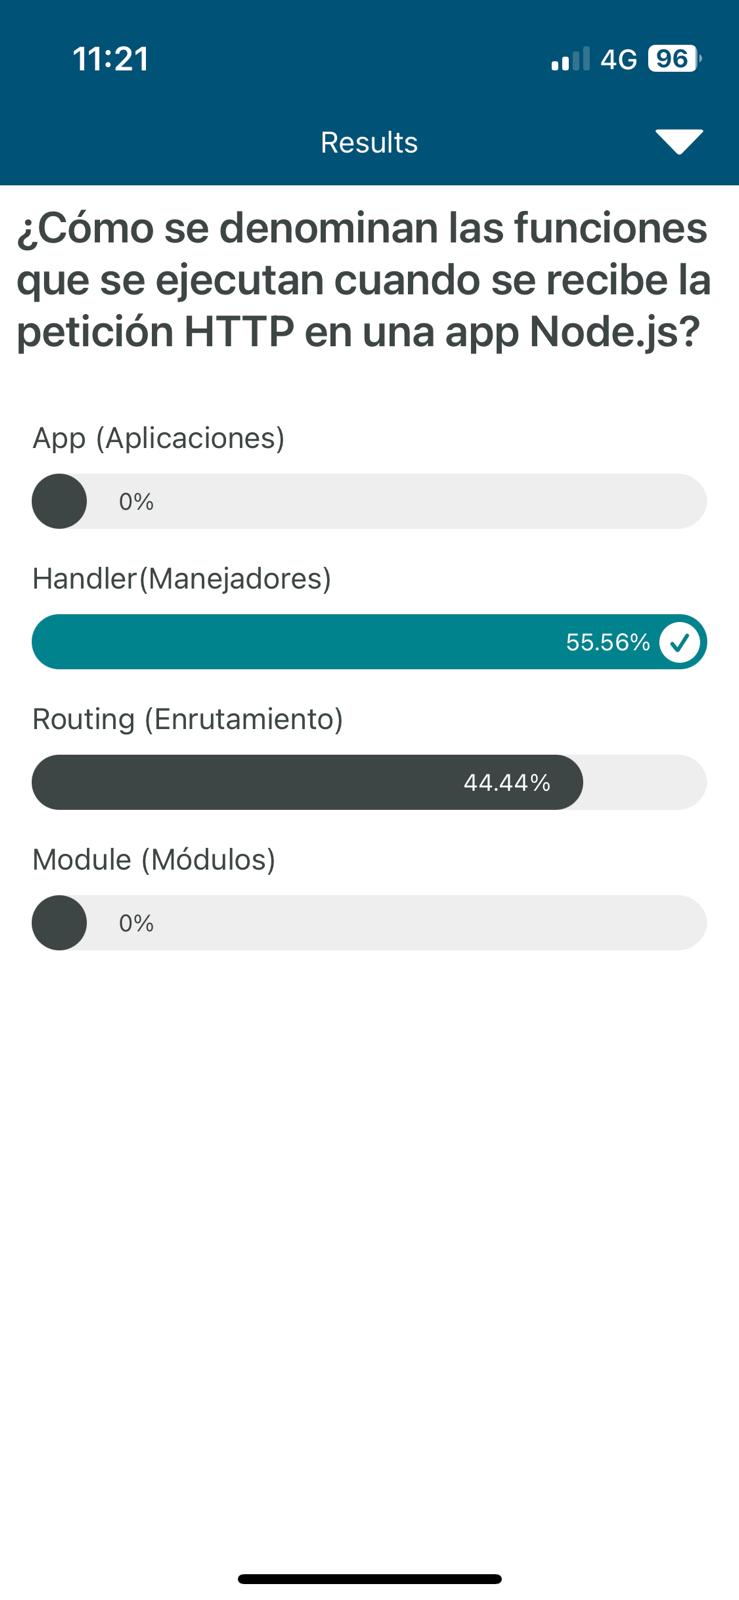 11:21
4G 96
Results
¿Cómo se denominan las funciones
que se ejecutan cuando se recibe la
petición HTTP en una app Node.js?
App (Aplicaciones)
0%
Handler(Manejadores)
55.56%
Routing (Enrutamiento)
44.44%
Module (Módulos)
0%